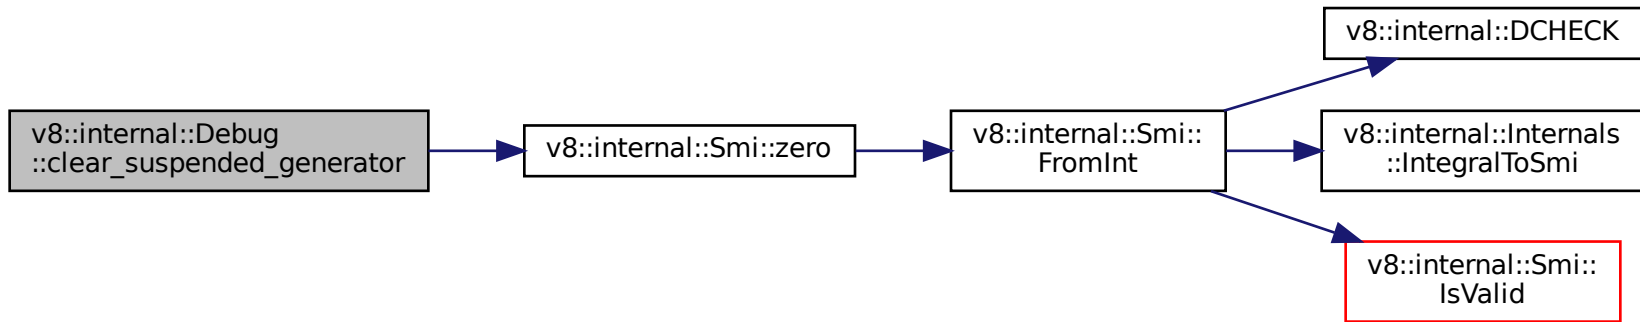 v8::internal::Debug
::clear_suspended_generator
v8::internal::Smi::zero
v8::internal::Smi::
FromInt
v8::internal::DCHECK
v8::internal::Internals
::IntegralToSmi
v8::internal::Smi::
IsValid